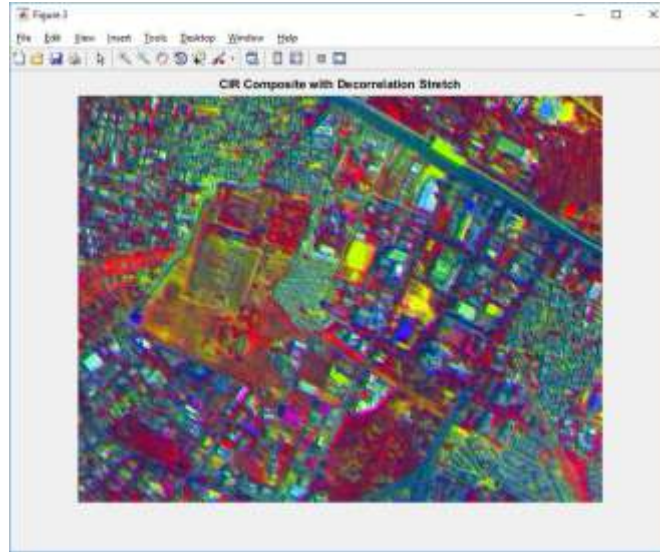 Figure 3
File Edit View Insert Tools Desktop Window Help
CIR Composite with Decorrelation Stretch